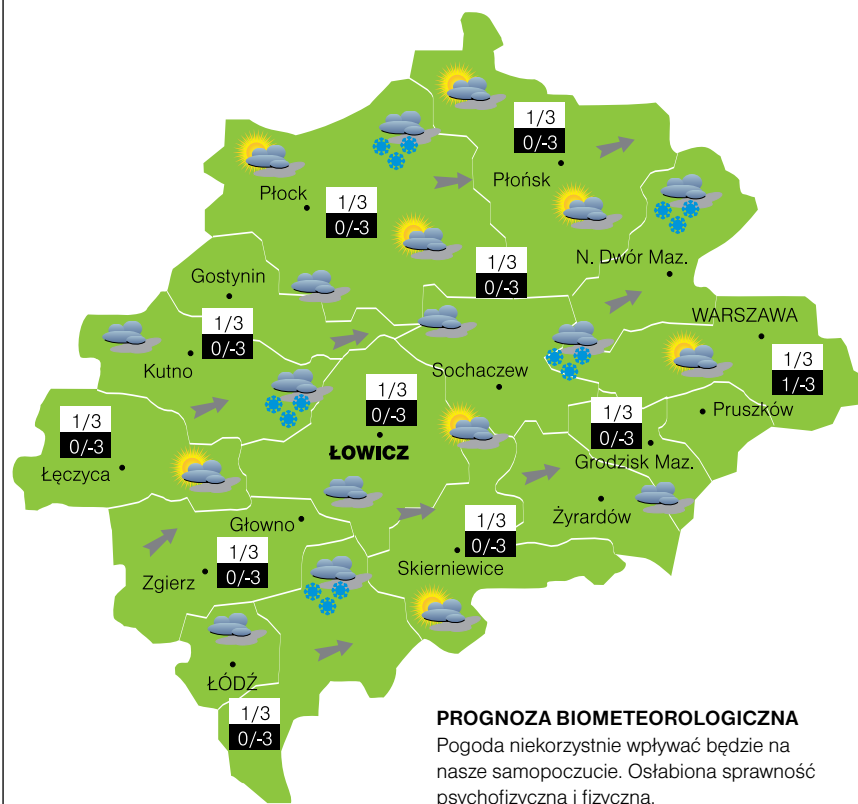 1/3
0/-3
Płońsk
Płock
1/3
0/-3
1/3
0/-3
N. Dwór Maz.
Gostynin
1/3
0/-3
Kutno
WARSZAWA
1/3
1/-3
Sochaczew
1/3
0/-3
ŁOWICZ
Pruszków
1/3
0/-3
Grodzisk Maz.
1/3
0/-3
Łęczyca
Żyrardów
Głowno
1/3
0/-3
Skierniewice
1/3
0/-3
Zgierz
ŁÓDŹ
1/3
0/-3
PROGNOZA BIOMETEOROLOGICZNA
Pogoda niekorzystnie wpływać będzie na
nasze samopoczucie. Osłabiona sprawność
psychofizyczna i fizyczna.